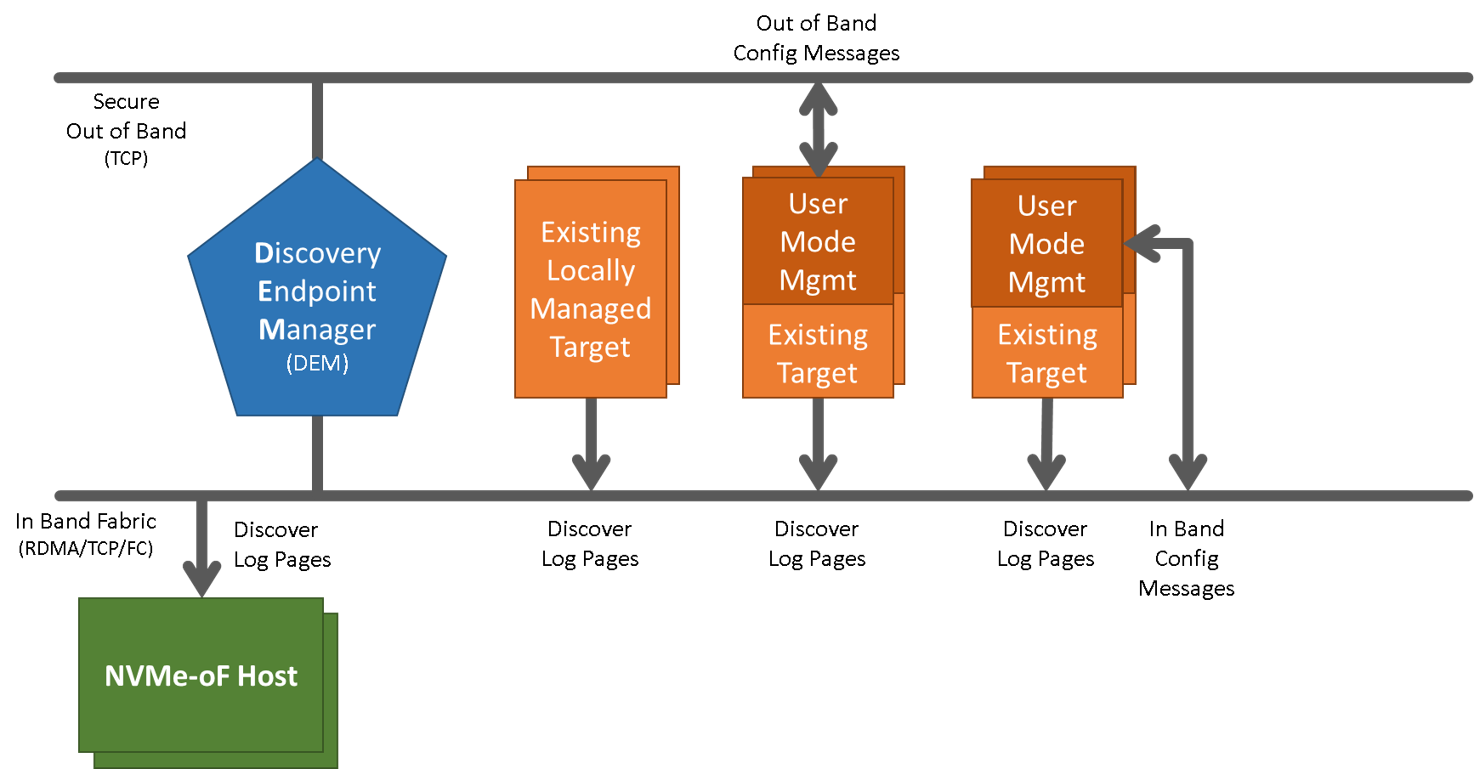 Out of Band
Config Messages
Secure
Out of Band
(TCP)
Discovery
Endpoint
Manager
(DEM)
Existing
Locally
Managed
Target
User
Mode
Mgmt
Existing
Target
User
Mode
Mgmt
Existing
Target
In Band Fabric
(RDMA/TCP/FC)
Discover
Log Pages
Discover
Log Pages
Discover
Log Pages
Discover
Log Pages
In Band
Config
Messages
NVMe-oF Host